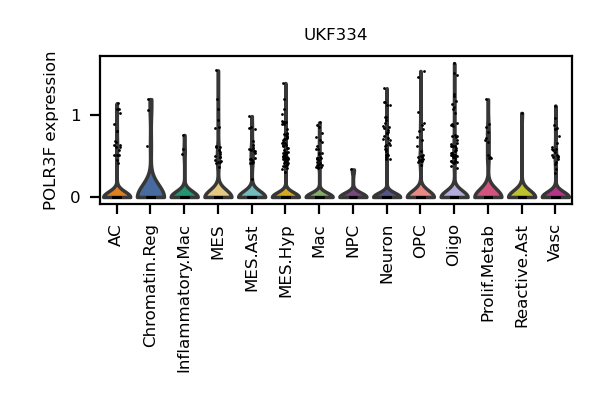 UKF334
POLR3F expression
1
0
AC
Chromatin.Reg
Inflammatory.Mac
MES
MES.Ast
MES.Hyp
Mac
NPC
Neuron
OPC
Oligo
Prolif.Metab
Reactive.Ast
Vasc